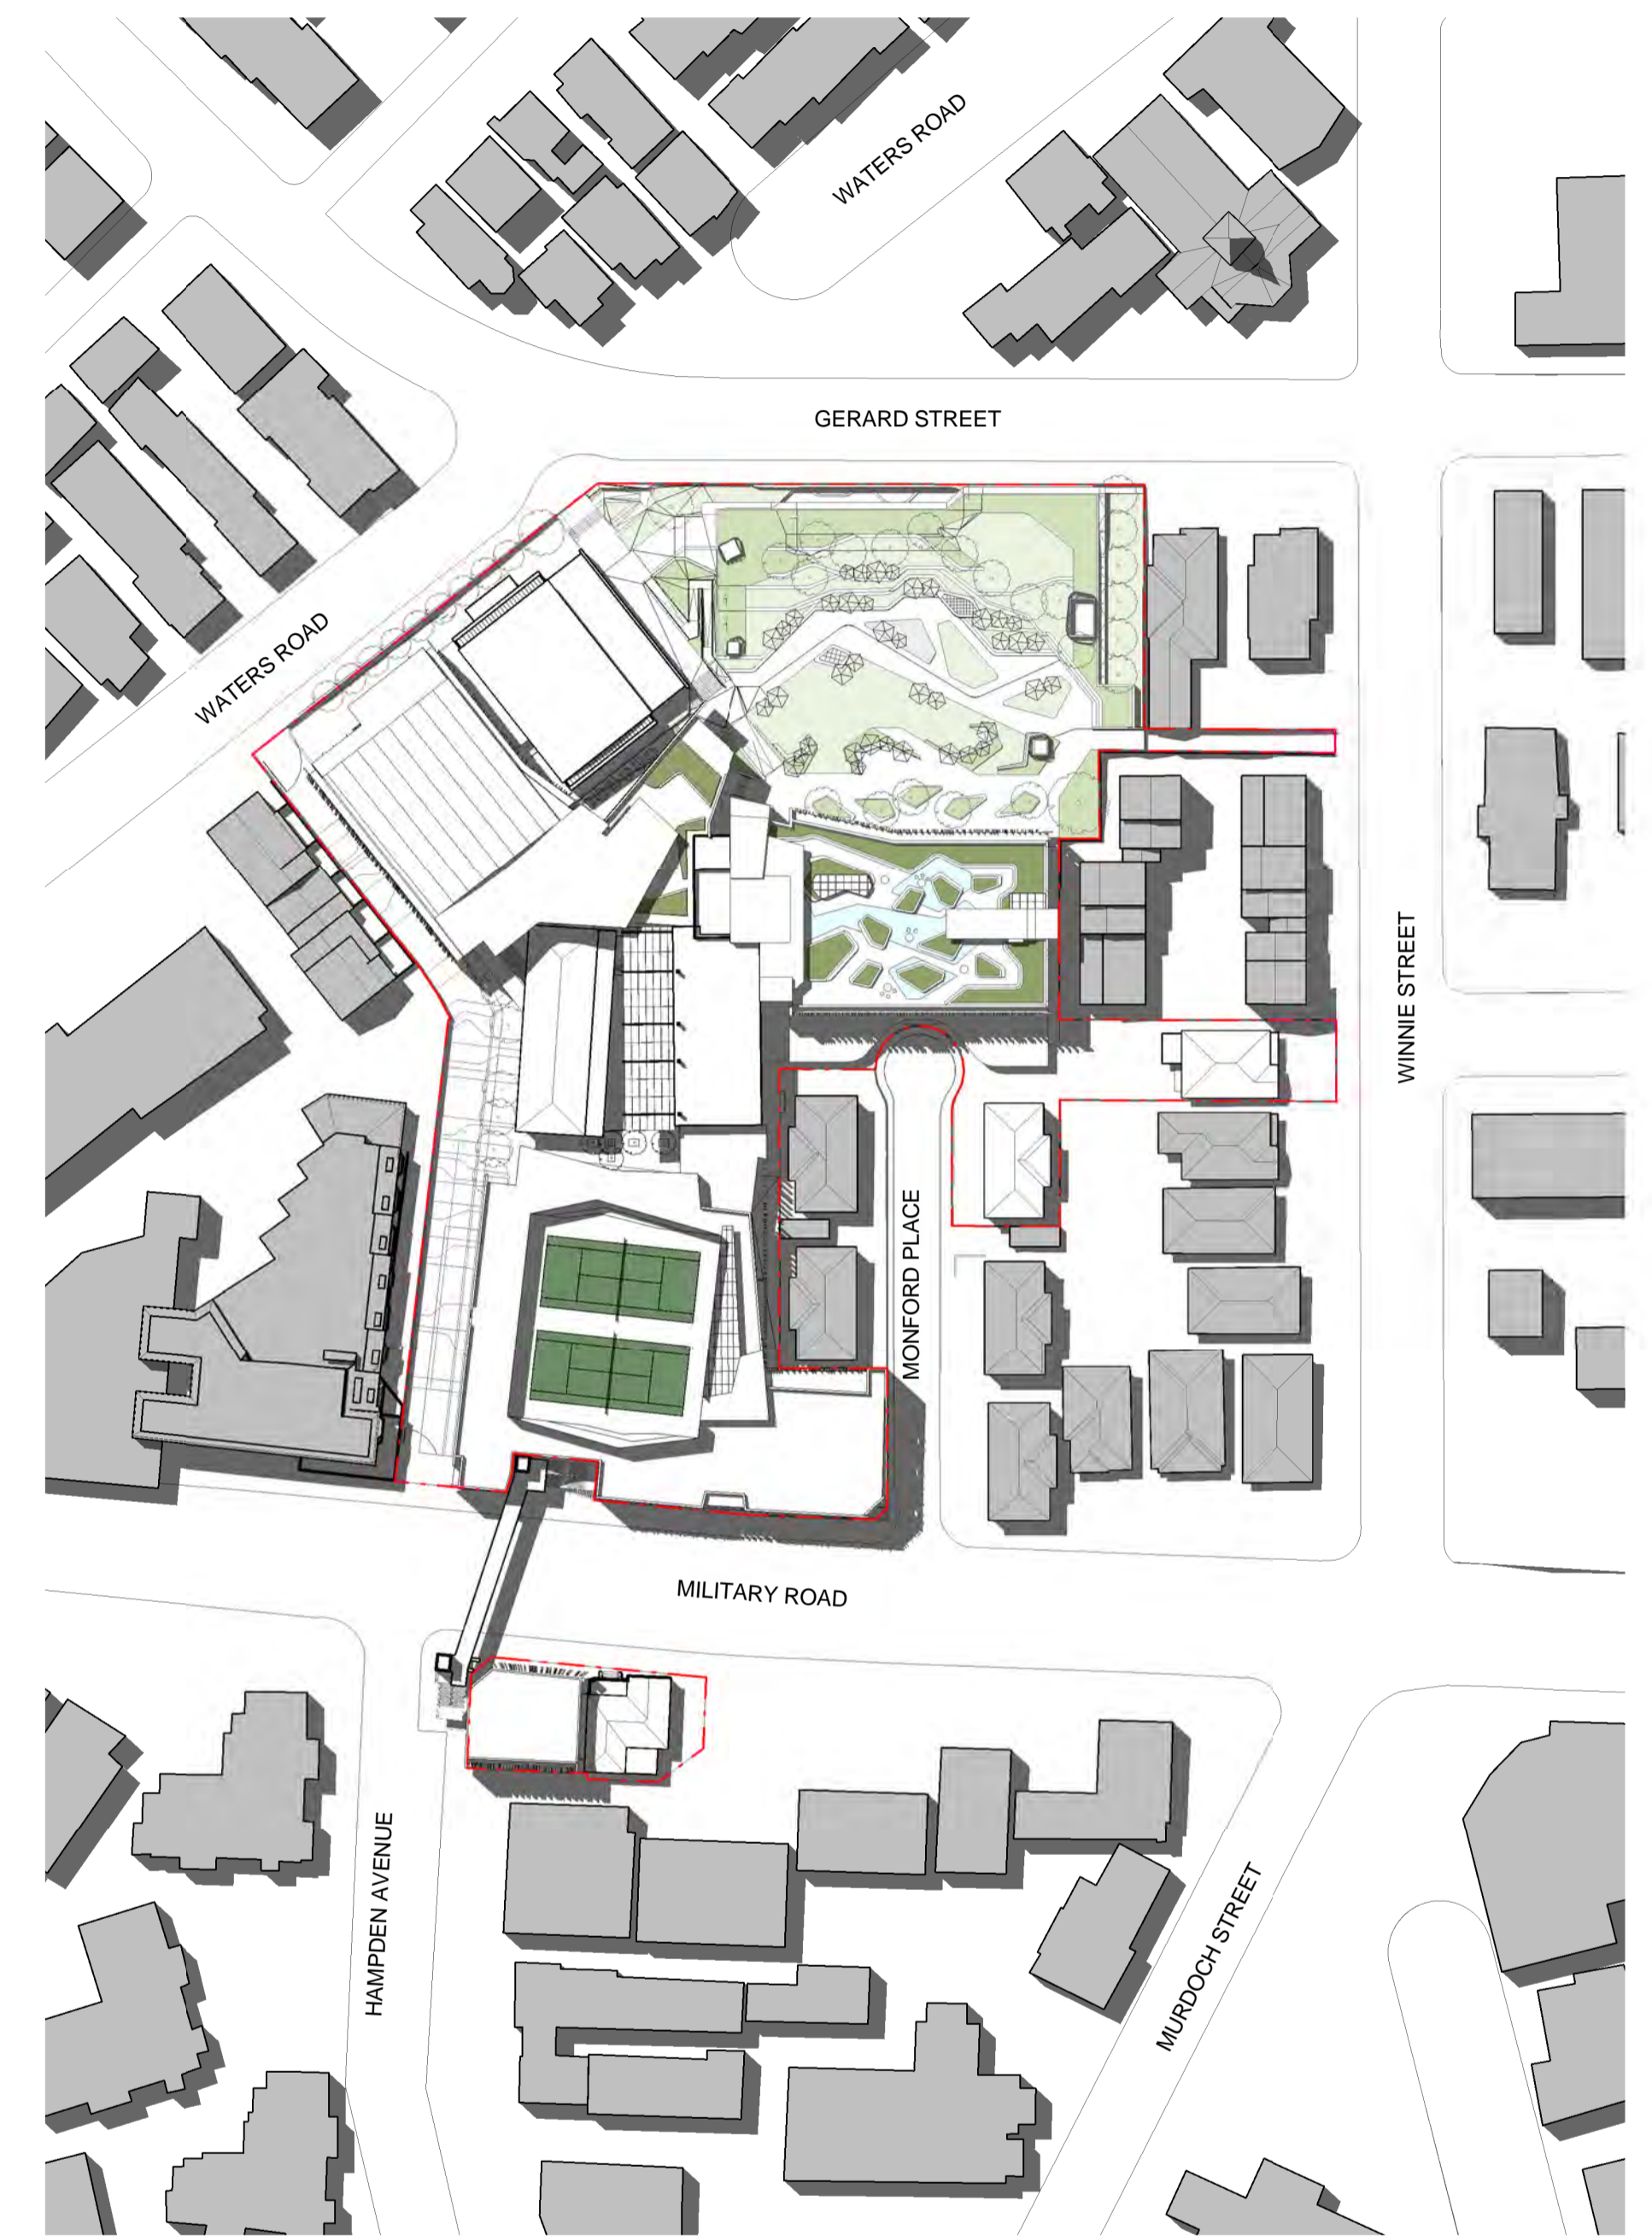 WATERS ROAD
GERARD STREET
WATERS ROAD
WINNIE STREET
MONFORD PLACE
MILITARY ROAD
HAMPDEN AVENUE
MURDOCH STREET